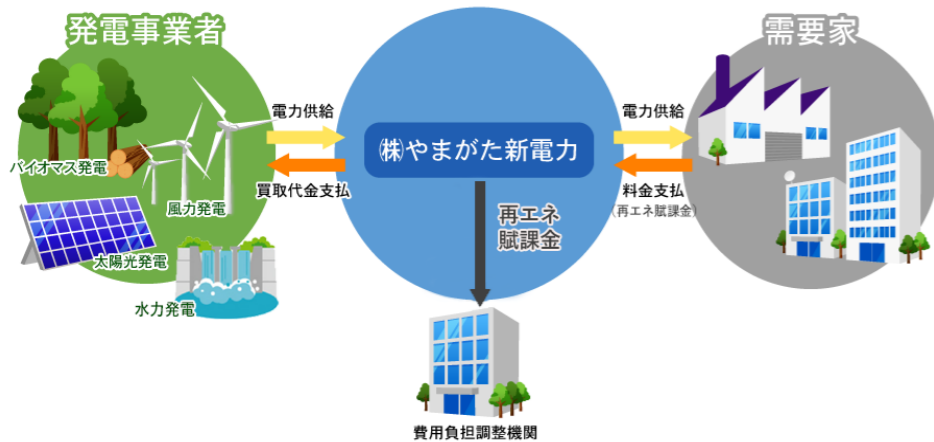 発電事業者
需要家
電力供給
電力供給
㈱やまがた新電力
バイオマス発電
買取代金支払
料金支払
(再エネ賦課金)
風力発電
再エネ
賦課金
太陽光発電
水力発電
費用負担調整機関